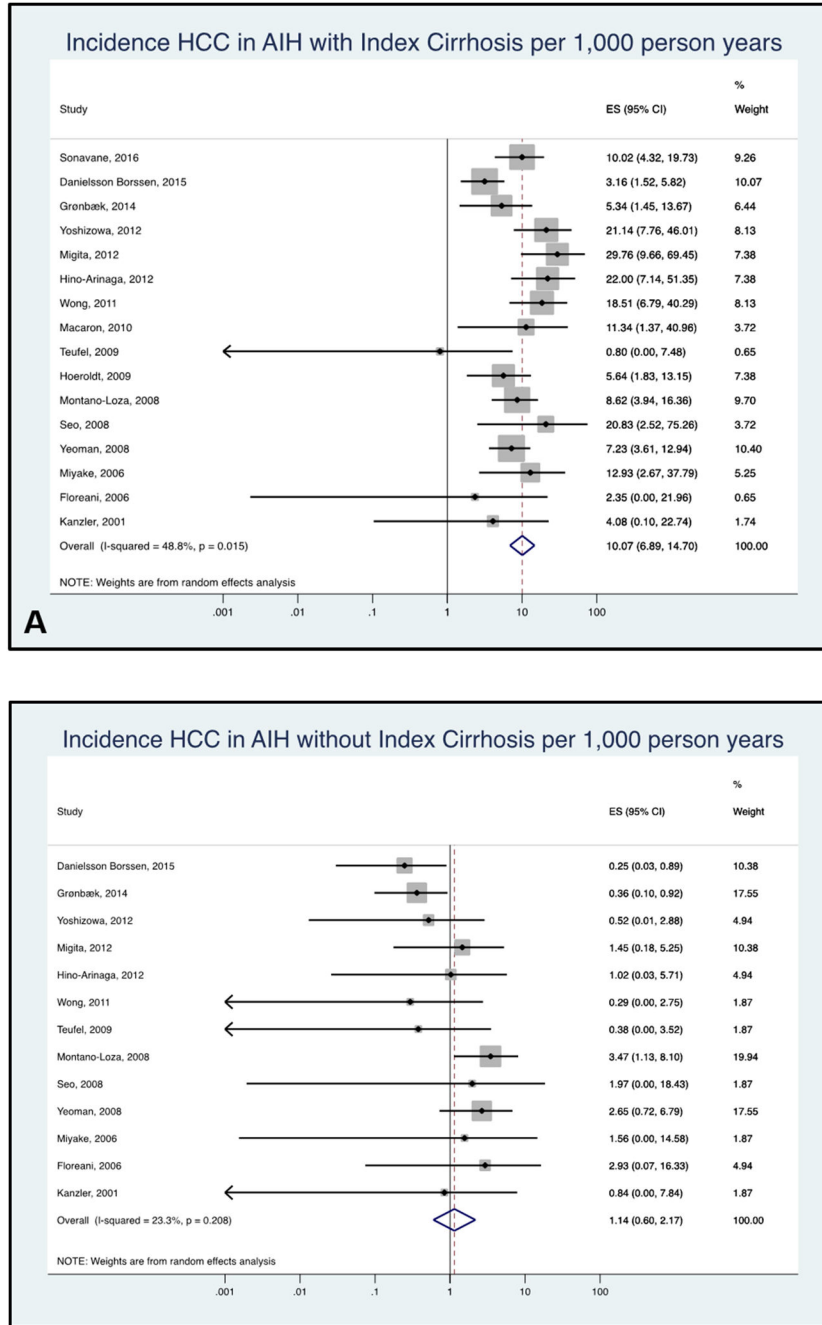 Incidence HCC in AIH with Index Cirrhosis per 1,000 person years
%
Study ES (95% CI) Weight
Sonavane, 2016 10.02 (4.32, 19.73) 9.26
Danielsson Borssen, 2015 3.16 (1.52, 5.82) 10.07
Grønbæk, 2014 5.34 (1.45, 13.67) 6.44
Yoshizowa, 2012 21.14 (7.76, 46.01) 8.13
Migita, 2012 29.76 (9.66, 69.45) 7.38
Hino-Arinaga, 2012 22.00 (7.14, 51.35) 7.38
Wong, 2011 18.51 (6.79, 40.29) 8.13
Macaron, 2010 11.34 (1.37, 40.96) 3.72
Teufel, 2009 0.80 (0.00, 7.48) 0.65
Hoeroldt, 2009 5.64 (1.83, 13.15) 7.38
Montano-Loza, 2008 8.62 (3.94, 16.36) 9.70
Seo, 2008 20.83 (2.52, 75.26) 3.72
Yeoman, 2008 7.23 (3.61, 12.94) 10.40
Miyake, 2006 12.93 (2.67, 37.79) 5.25
Floreani, 2006 2.35 (0.00, 21.96) 0.65
Kanzler, 2001 4.08 (0.10, 22.74) 1.74
Overall (I-squared = 48.8%, p = 0.015) 10.07 (6.89, 14.70) 100.00
NOTE: Weights are from random effects analysis
.001 .01 .1 1 10 100
A
Incidence HCC in AIH without Index Cirrhosis per 1,000 person years
%
Study ES (95% CI) Weight
Danielsson Borssen, 2015 0.25 (0.03, 0.89) 10.38
Grønbæk, 2014 0.36 (0.10, 0.92) 17.55
Yoshizowa, 2012 0.52 (0.01, 2.88) 4.94
Migita, 2012 1.45 (0.18, 5.25) 10.38
Hino-Arinaga, 2012 1.02 (0.03, 5.71) 4.94
Wong, 2011 0.29 (0.00, 2.75) 1.87
Teufel, 2009 0.38 (0.00, 3.52) 1.87
Montano-Loza, 2008 3.47 (1.13, 8.10) 19.94
Seo, 2008 1.97 (0.00, 18.43) 1.87
Yeoman, 2008 2.65 (0.72, 6.79) 17.55
Miyake, 2006 1.56 (0.00, 14.58) 1.87
Floreani, 2006 2.93 (0.07, 16.33) 4.94
Kanzler, 2001 0.84 (0.00, 7.84) 1.87
Overall (I-squared = 23.3%, p = 0.208) 1.14 (0.60, 2.17) 100.00
NOTE: Weights are from random effects analysis
.001 .01 .1 1 10 100